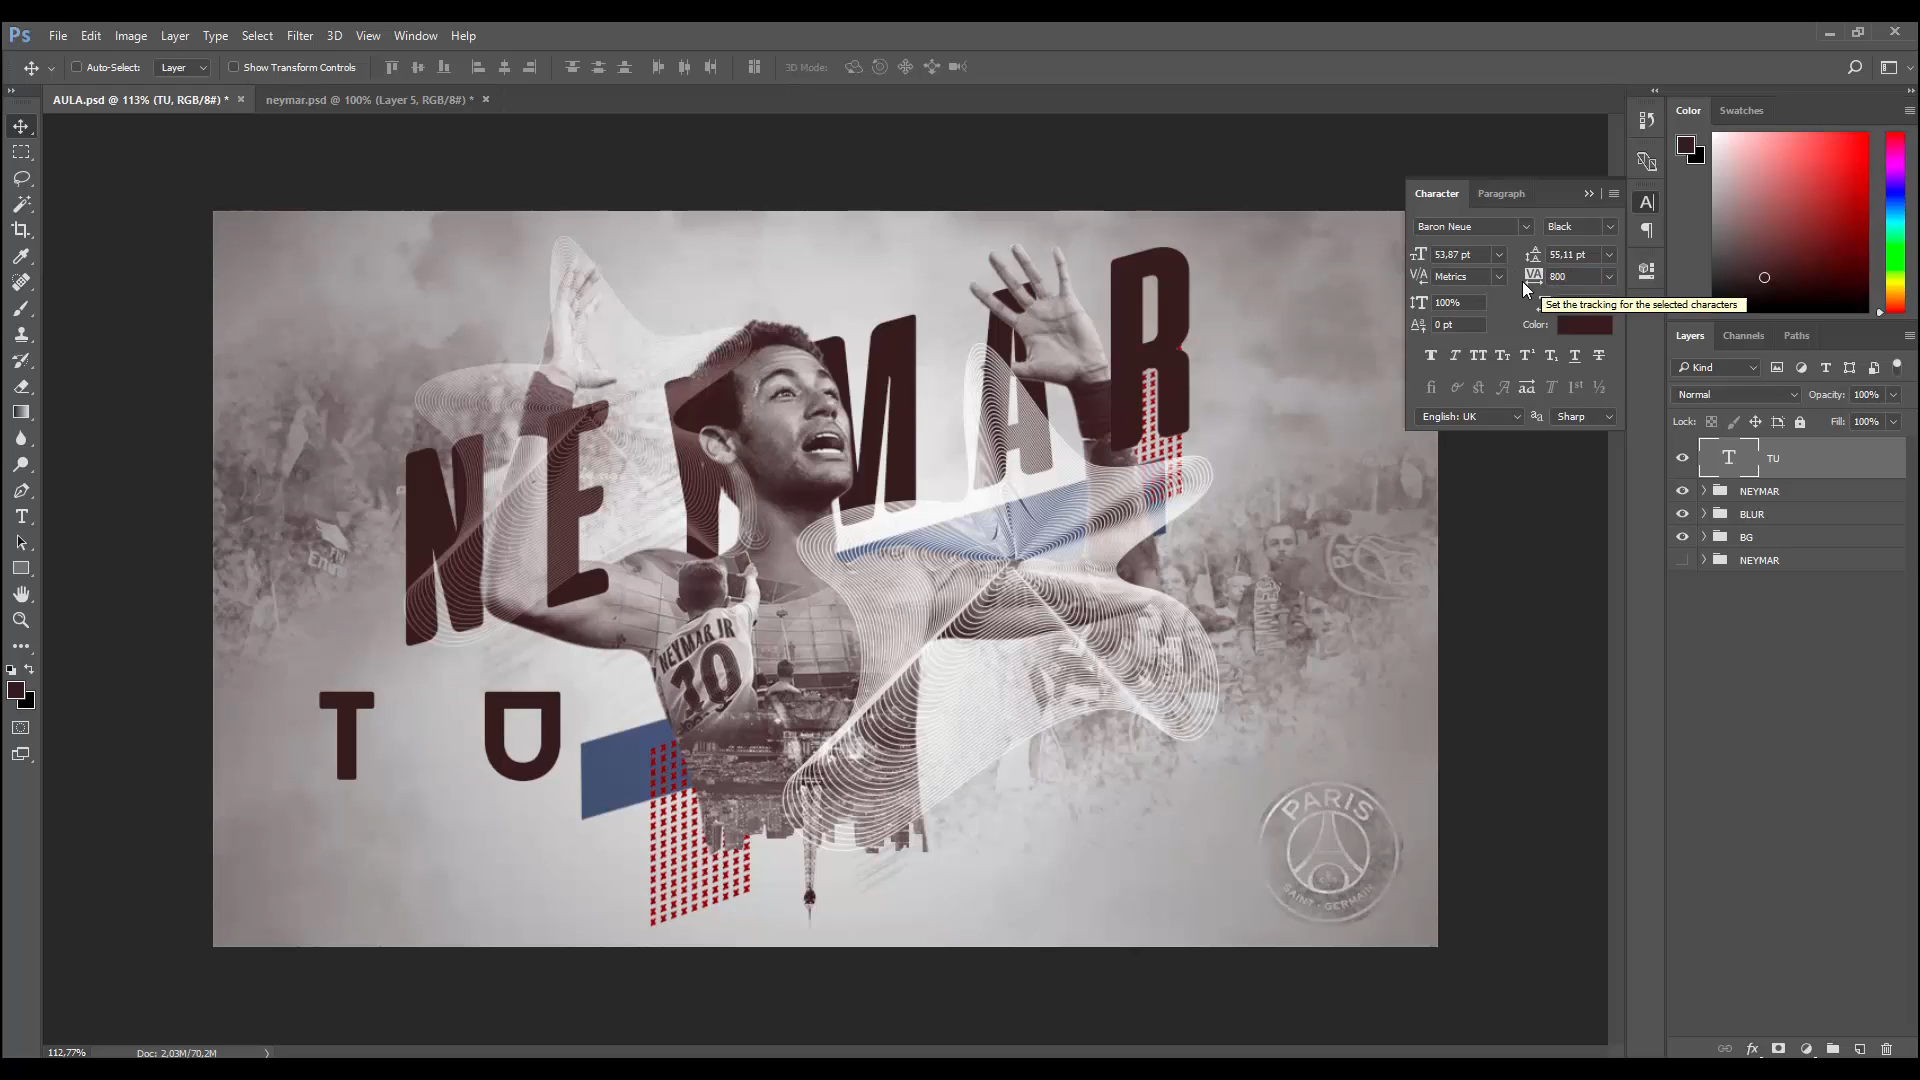 Ps File Edit Image Layer Type Select Filter 3D View Window Help
Auto-Select: Layer Show Transform Controls 3D Mode:
AULA.psd @ 113% (TU, RGB/8#) * × neymar.psd @ 100% (Layer 5, RGB/8#) * ×
Color Swatches
Character Paragraph
Baron Neue Black
53,87 pt 55,11 pt
Metrics 800
100%
Set the tracking for the selected characters
0 pt Color:
English: UK Sharp
Layers Channels Paths
Kind
Normal Opacity: 100%
Lock: Fill: 100%
TU
NEYMAR
BLUR
BG
NEYMAR
NEYMAR
NEYMAR JR
10
TU
PARIS
SAINT-GERMAIN
112,77% Doc: 2,03M/70,2M